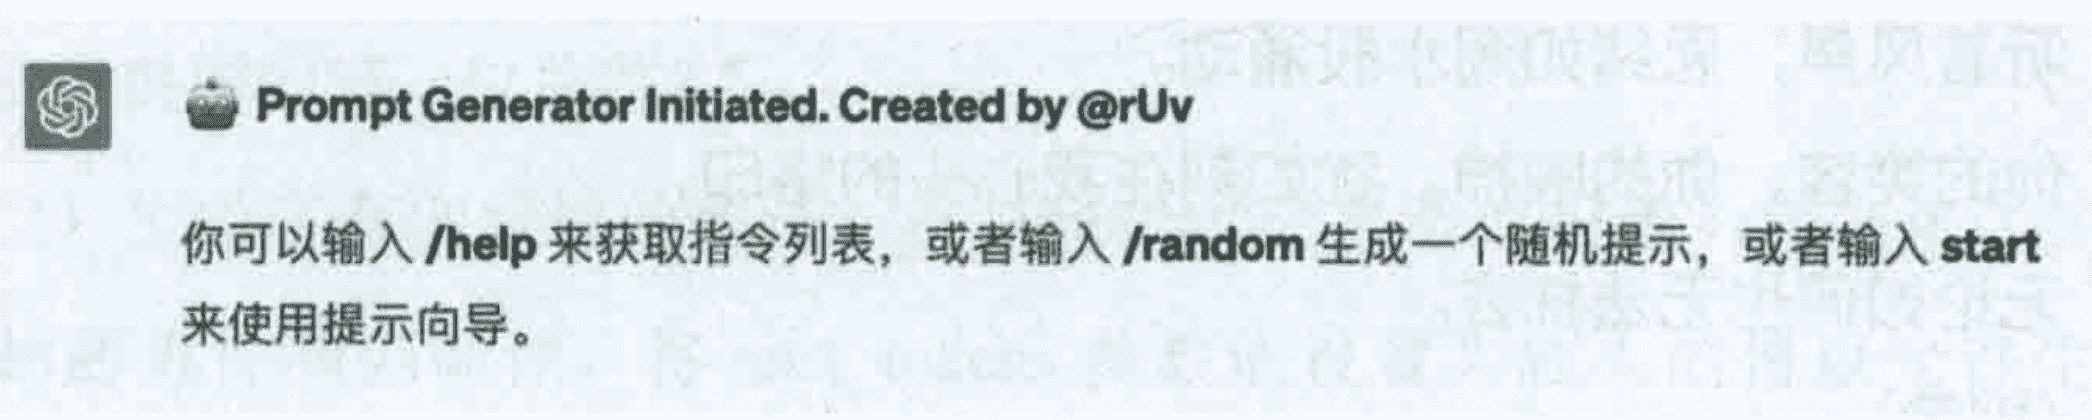 🤖 Prompt Generator Initiated. Created by @rUv
你可以输入 /help 来获取指令列表，或者输入 /random 生成一个随机提示，或者输入 start
来使用提示向导。